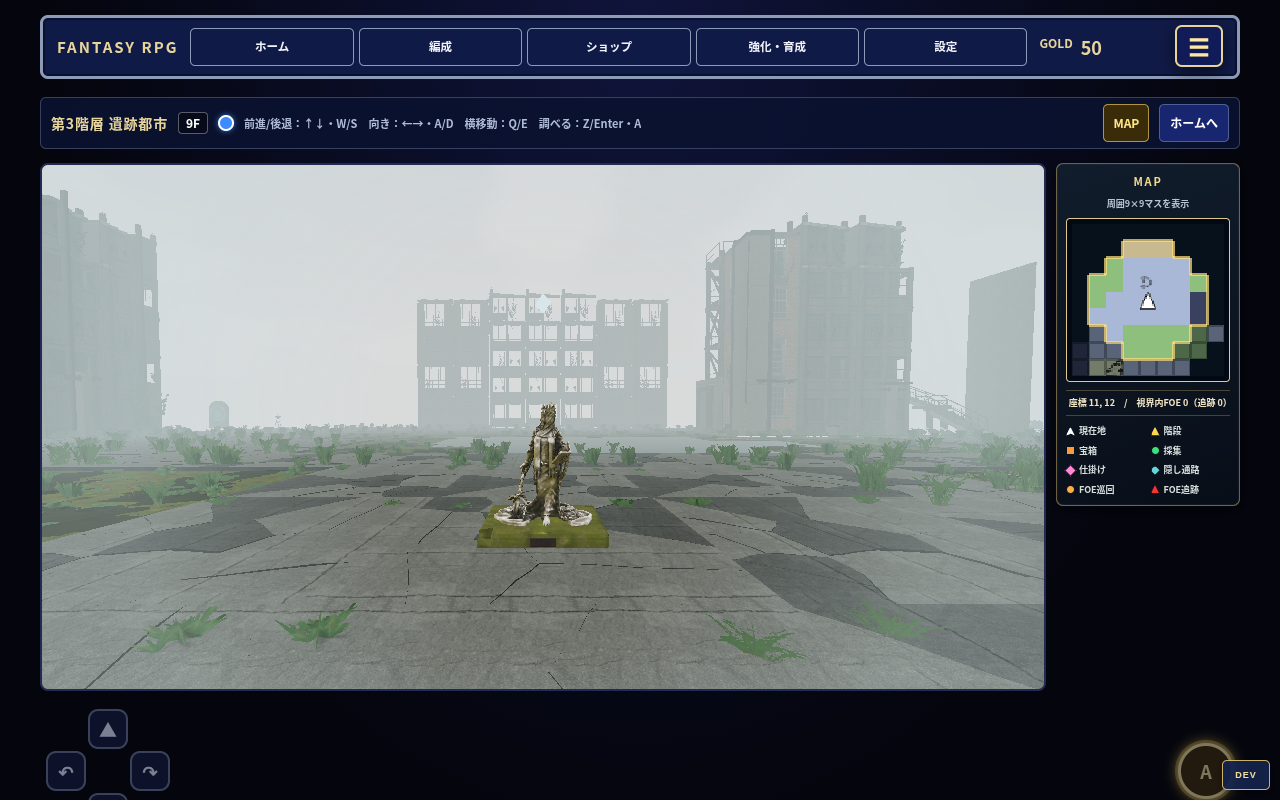 FANTASY RPG
ホーム
編成
ショップ
強化・育成
設定
GOLD 50
第3階層 遺跡都市
9F
前進/後退：↑↓・W/S　向き：←→・A/D　横移動：Q/E　調べる：Z/Enter・A
MAP
ホームへ
MAP
周囲9×9マスを表示
座標 11, 12　/　視界内FOE 0（追跡 0）
現在地
階段
宝箱
採集
仕掛け
隠し通路
FOE巡回
FOE追跡
A
DEV